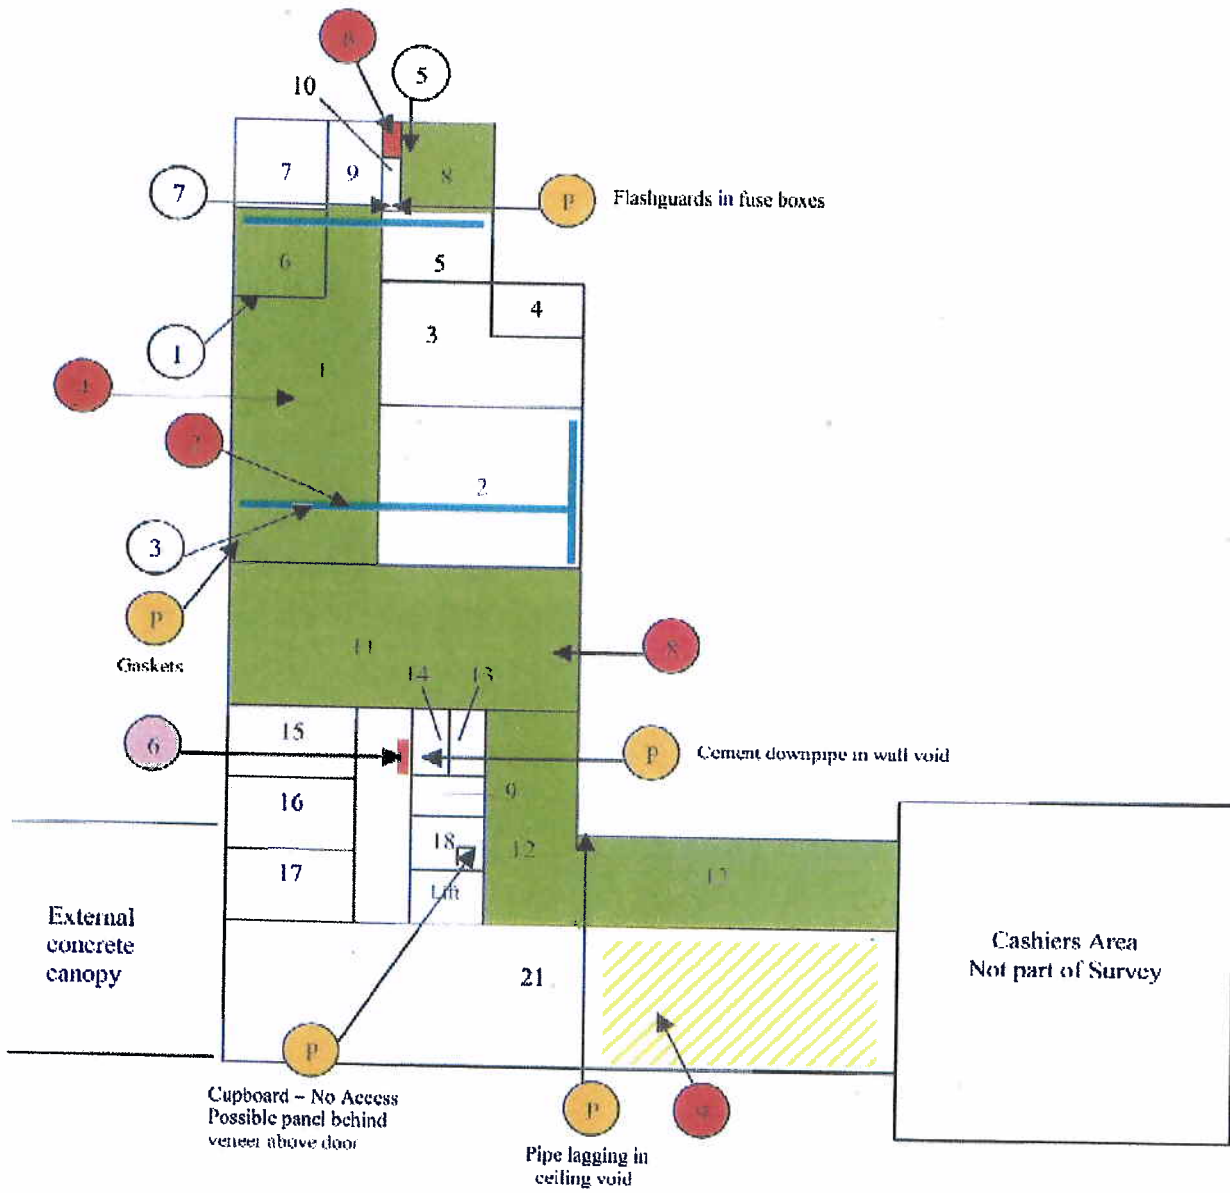 5
10
7
9
8
7
P
Flashguards in fuse boxes
6
5
4
3
1
1
2
2
3
P
Gaskets
11
8
14
13
15
6
P
Cement downpipe in wall void
16
9
18
12
12
17
Lift
External
concrete
canopy
Cashiers Area
Not part of Survey
21
P
Cupboard – No Access
Possible panel behind
veneer above door
P
Pipe lagging in
ceiling void